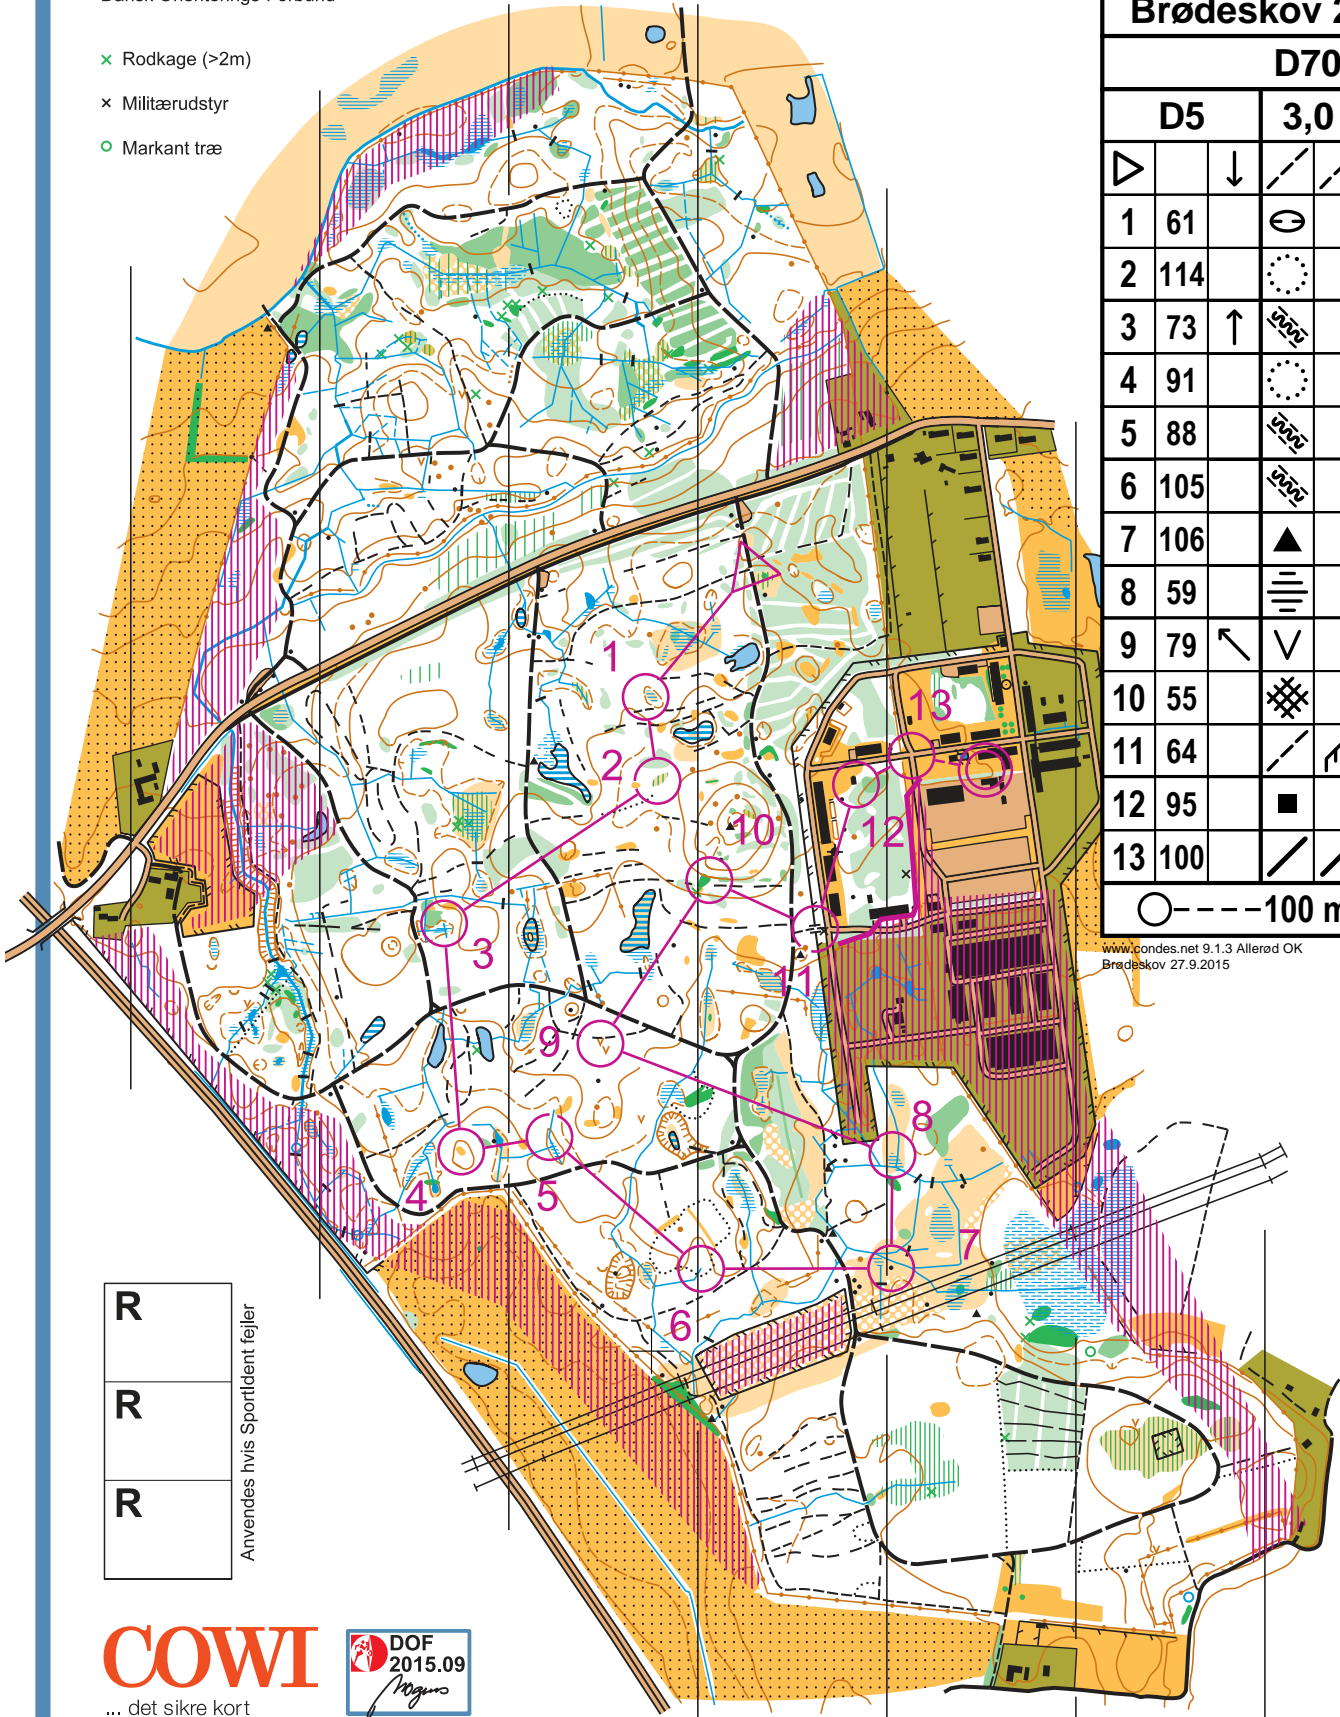 × Rodkage (>2m)
× Militærudstyr
Markant træ
Brødeskov
D70
D5 3,0
1 61
2 114
3 73
4 91
5 88
6 105
7 106
8 59
9 79
10 55
11 64
12 95
13 100
100 m
www.condes.net 9.1.3 Allerød OK
Brødeskov 27.9.2015
1
2
3
4
5
6
7
8
9
10
11
12
13
R
R
R
Anvendes hvis SportIdent fejler
COWI
... det sikre kort
DOF
2015.09